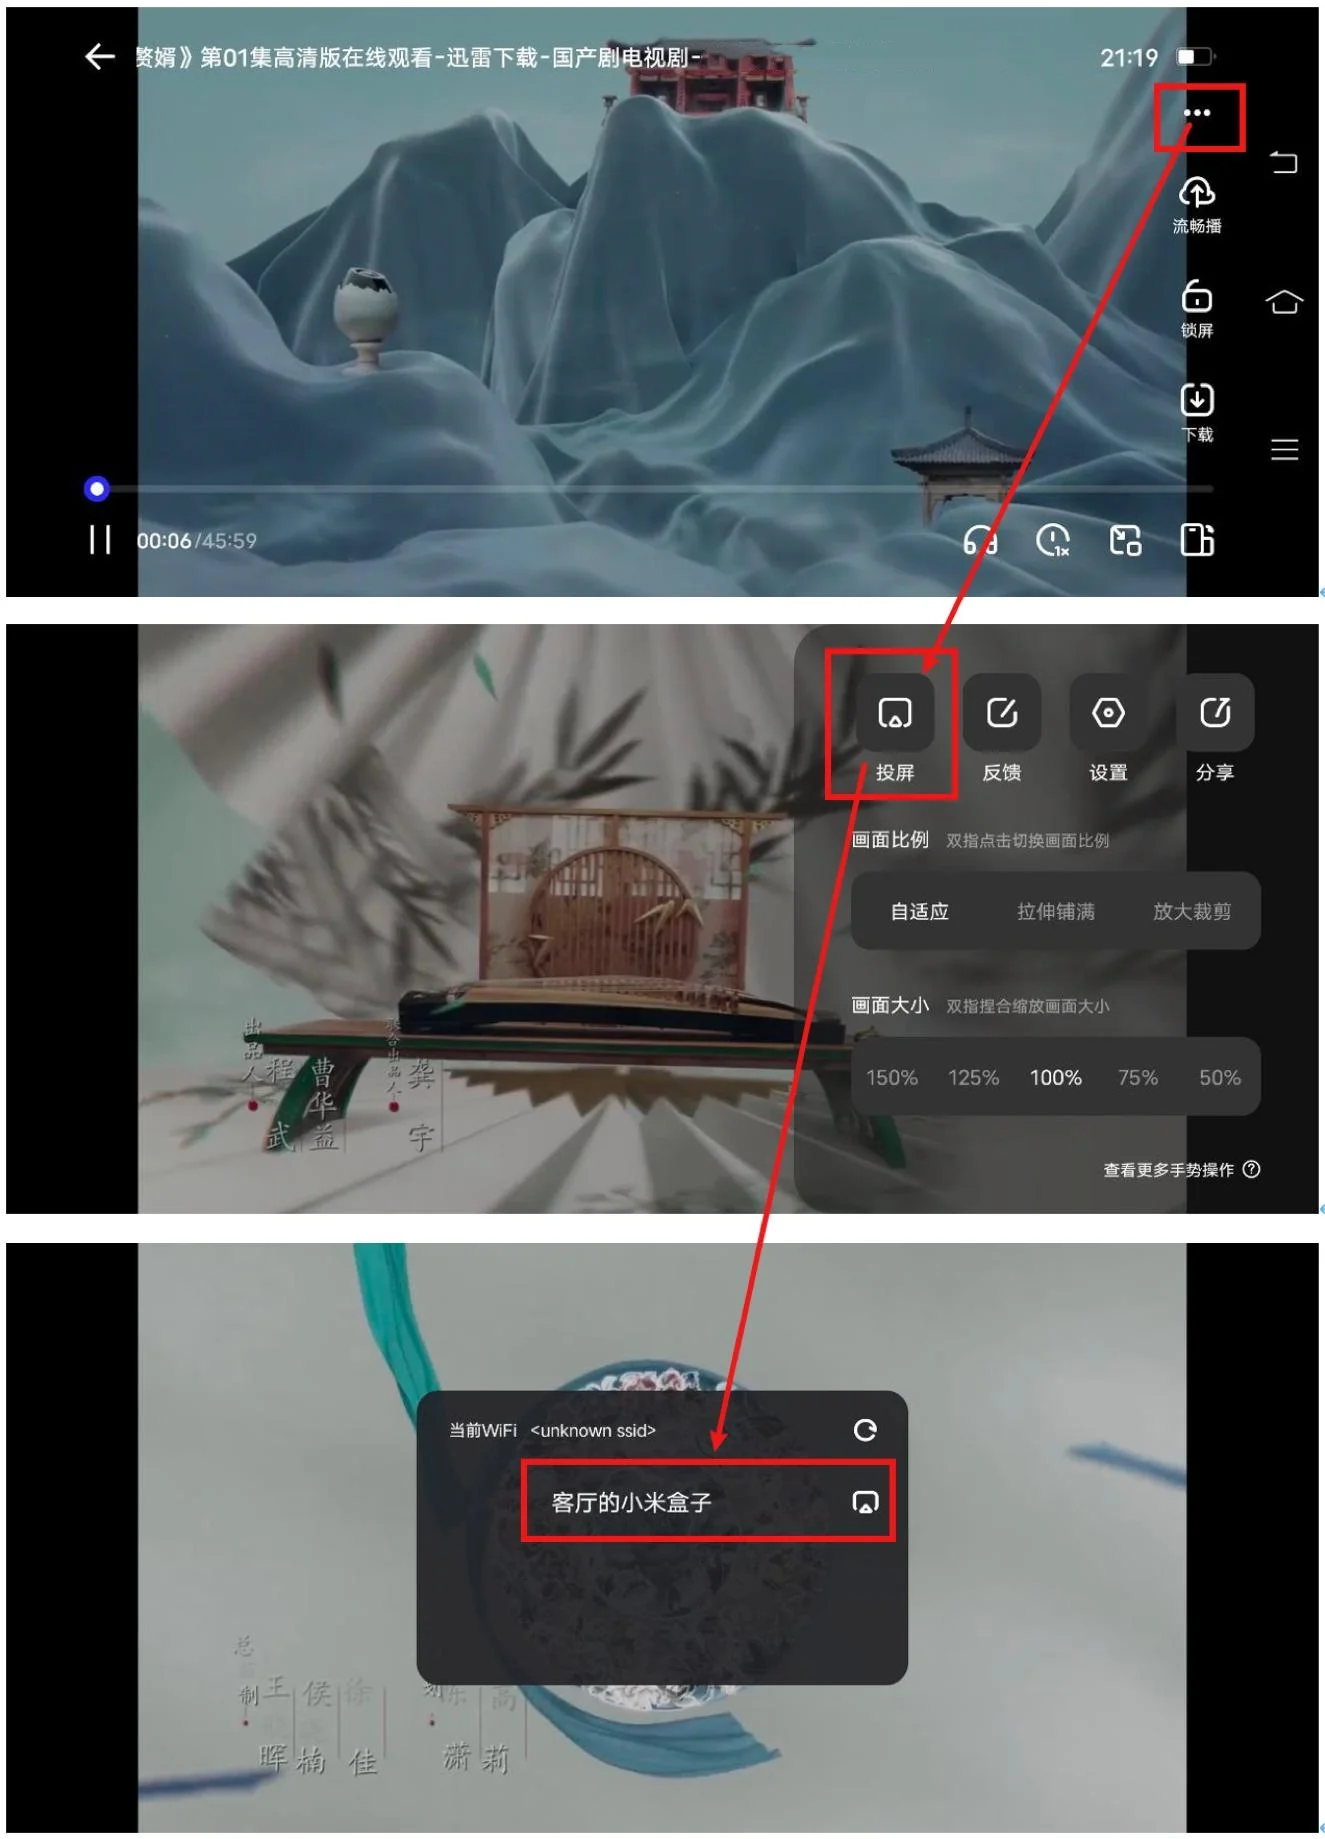 赘婿》第01集高清版在线观看-迅雷下载-国产剧电视剧-
21:19
流畅播
锁屏
下载
00:06/45:59
1x
投屏
反馈
设置
分享
画面比例 双指点击切换画面比例
自适应 拉伸铺满 放大裁剪
画面大小 双指捏合缩放画面大小
150% 125% 100% 75% 50%
查看更多手势操作
出品人
程武
曹华益
联合出品人
龚宇
当前WiFi <unknown ssid>
客厅的小米盒子
总制
王晖
侯楠
徐佳
划
东潇
高莉